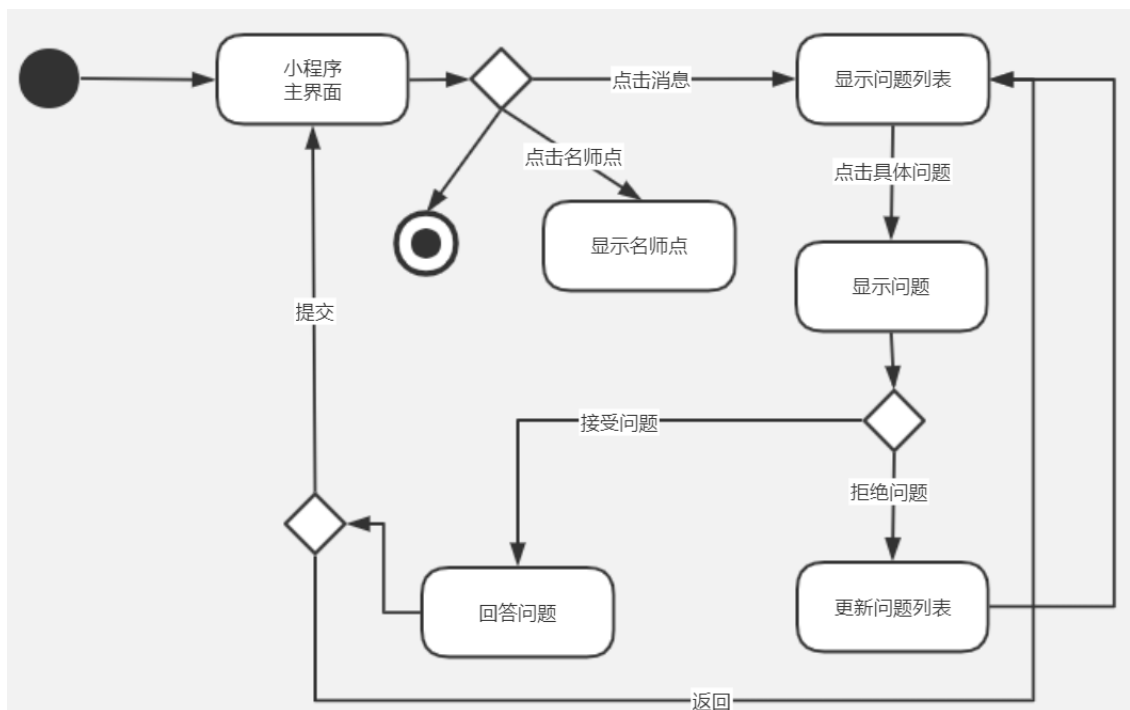 小程序
主界面
点击消息
显示问题列表
点击名师点
点击具体问题
显示名师点
显示问题
提交
接受问题
拒绝问题
回答问题
更新问题列表
返回